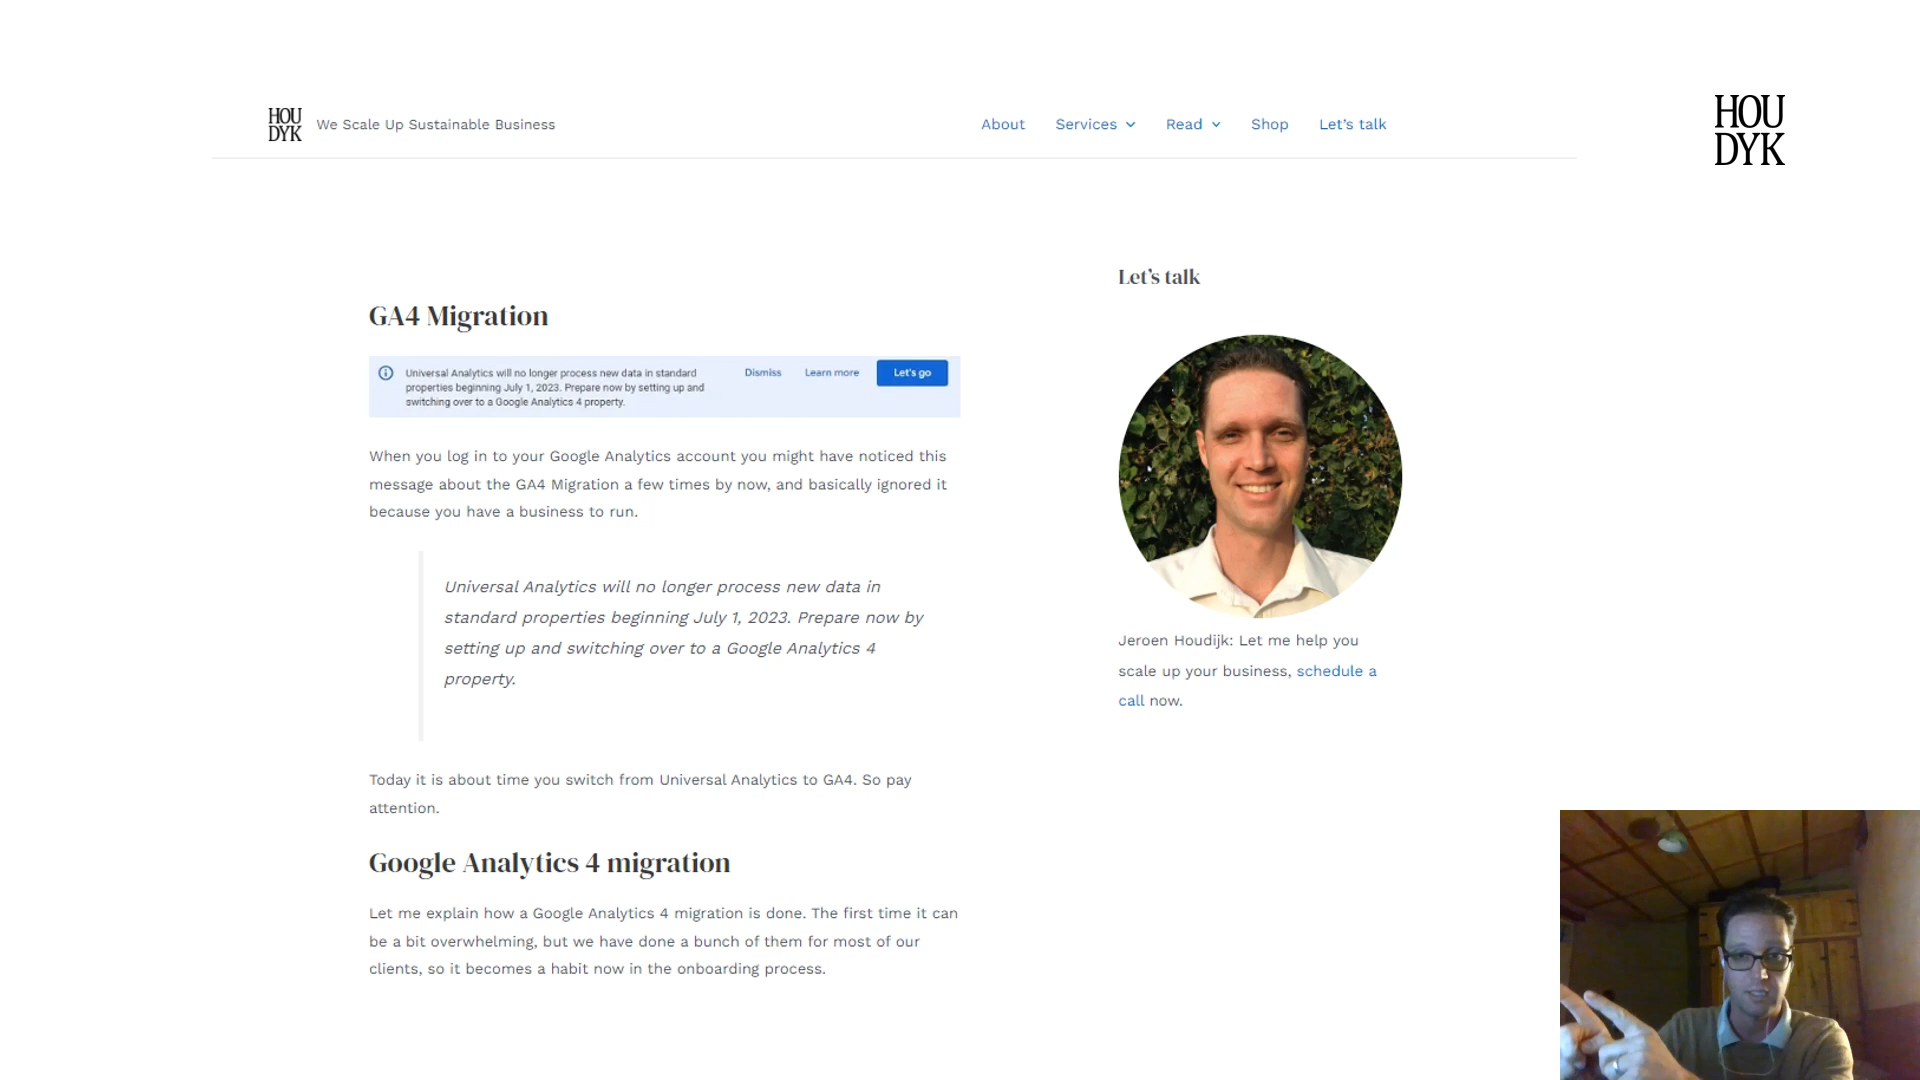 HOU
DYK
We Scale Up Sustainable Business
About
Services
Read
Shop
Let's talk
HOU
DYK
GA4 Migration
Universal Analytics will no longer process new data in standard
properties beginning July 1, 2023. Prepare now by setting up and
switching over to a Google Analytics 4 property.
Dismiss
Learn more
Let's go
When you log in to your Google Analytics account you might have noticed this
message about the GA4 Migration a few times by now, and basically ignored it
because you have a business to run.
Universal Analytics will no longer process new data in
standard properties beginning July 1, 2023. Prepare now by
setting up and switching over to a Google Analytics 4
property.
Today it is about time you switch from Universal Analytics to GA4. So pay
attention.
Google Analytics 4 migration
Let me explain how a Google Analytics 4 migration is done. The first time it can
be a bit overwhelming, but we have done a bunch of them for most of our
clients, so it becomes a habit now in the onboarding process.
Let's talk
Jeroen Houdijk: Let me help you
scale up your business, schedule a
call now.